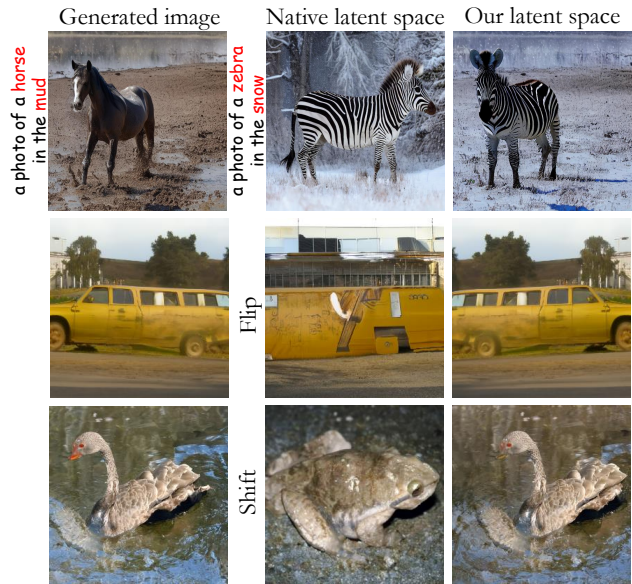 Generated image
Native latent space
Our latent space
a photo of a horse
in the mud
a photo of a zebra
in the snow
Flip
Shift